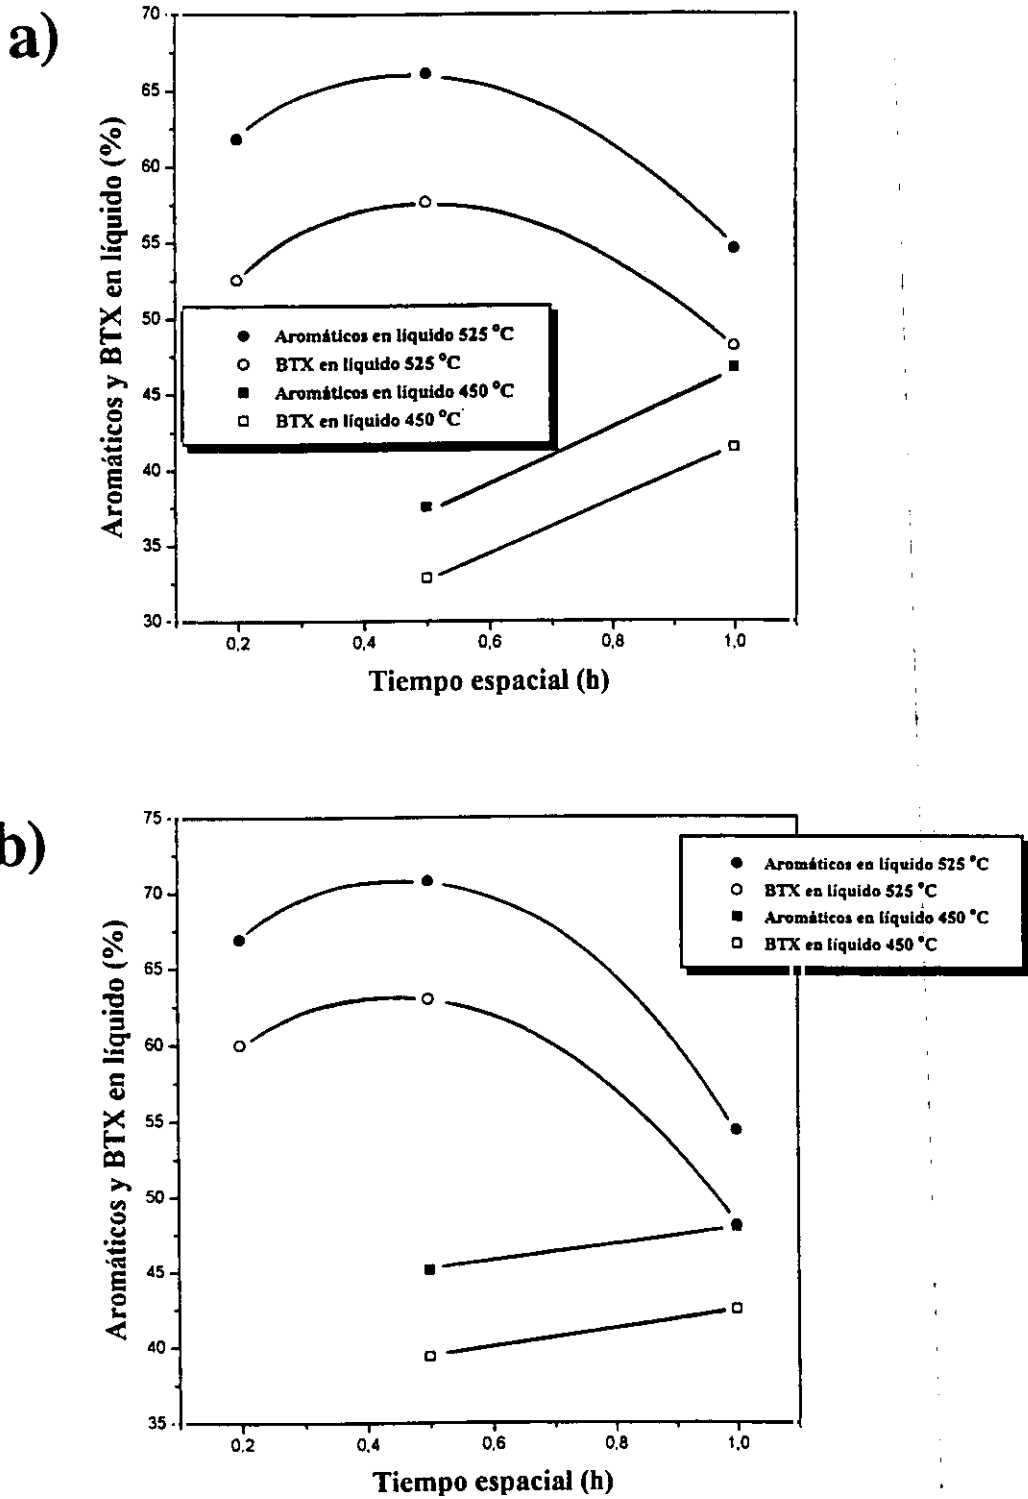 a)
70
65
60
55
50
45
40
35
30
Aromáticos y BTX en líquido (%)
Aromáticos en líquido 525 °C
BTX en líquido 525 °C
Aromáticos en líquido 450 °C
BTX en líquido 450 °C
0,2 0,4 0,6 0,8 1,0
Tiempo espacial (h)
b)
75
70
65
60
55
50
45
40
35
Aromáticos y BTX en líquido (%)
Aromáticos en líquido 525 °C
BTX en líquido 525 °C
Aromáticos en líquido 450 °C
BTX en líquido 450 °C
0,2 0,4 0,6 0,8 1,0
Tiempo espacial (h)